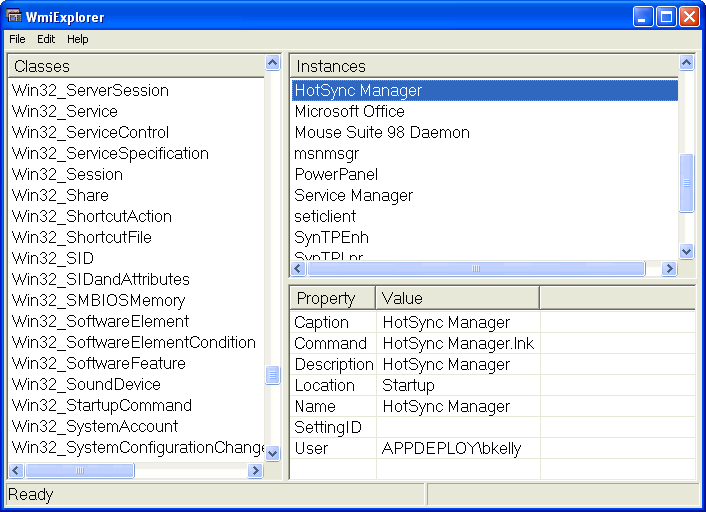 WmiExplorer
File Edit Help
Classes
Win32_ServerSession
Win32_Service
Win32_ServiceControl
Win32_ServiceSpecification
Win32_Session
Win32_Share
Win32_ShortcutAction
Win32_ShortcutFile
Win32_SID
Win32_SIDandAttributes
Win32_SMBIOSMemory
Win32_SoftwareElement
Win32_SoftwareElementCondition
Win32_SoftwareFeature
Win32_SoundDevice
Win32_StartupCommand
Win32_SystemAccount
Win32_SystemConfigurationChange
Instances
HotSync Manager
Microsoft Office
Mouse Suite 98 Daemon
msnmsgr
PowerPanel
Service Manager
seticlient
SynTPEnh
SynTPLpr
Property Value
Caption HotSync Manager
Command HotSync Manager.lnk
Description HotSync Manager
Location Startup
Name HotSync Manager
SettingID
User APPDEPLOY\bkelly
Ready